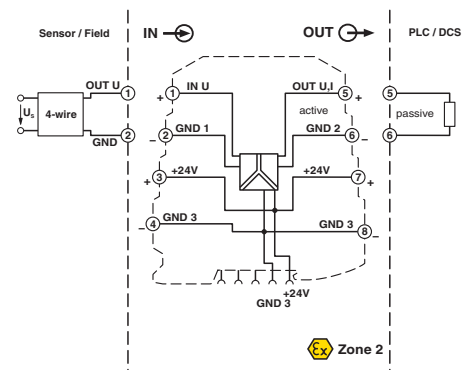 Sensor / Field
IN
OUT
PLC / DCS
OUT U
1
+
1
IN U
OUT U,I
5
+
5
Us
4-wire
active
passive
GND
2
–
2
GND 1
GND 2
6
–
6
+
3
+24V
+24V
7
+
–
4
GND 3
GND 3
8
–
+24V
GND 3
Ex
Zone 2